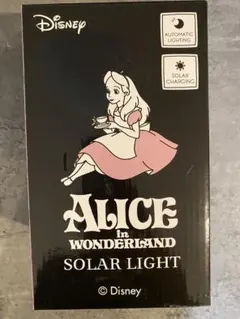 Disney
AUTOMATIC
LIGHTING
SOLAR
CHARGING
ALICE
in
WONDERLAND
SOLAR LIGHT
© Disney